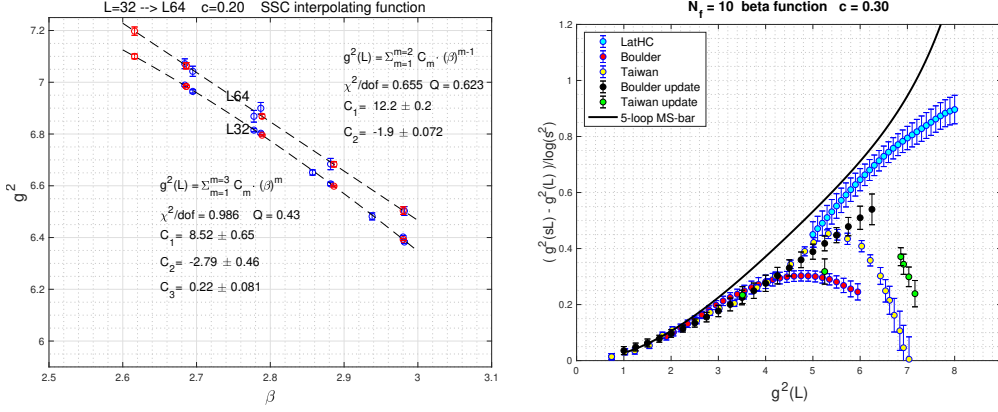 L=32 --> L64 c=0.20 SSC interpolating function
g²(L) = Σ_{m=1}^{m=2} C_m · (β)^{m-1}
χ²/dof = 0.655 Q = 0.623
C₁= 12.2 ± 0.2
C₂= -1.9 ± 0.072
L64
L32
g²(L) = Σ_{m=1}^{m=3} C_m · (β)^m
χ²/dof = 0.986 Q = 0.43
C₁= 8.52 ± 0.65
C₂= -2.79 ± 0.46
C₃= 0.22 ± 0.081
g²
7.2
7
6.8
6.6
6.4
6.2
6
2.5 2.6 2.7 2.8 2.9 3 3.1
β
N_f = 10 beta function c = 0.30
LatHC
Boulder
Taiwan
Boulder update
Taiwan update
5-loop MS-bar
( g²(sL) - g²(L) )/log(s²)
1
0.8
0.6
0.4
0.2
0
0 1 2 3 4 5 6 7 8
g²(L)